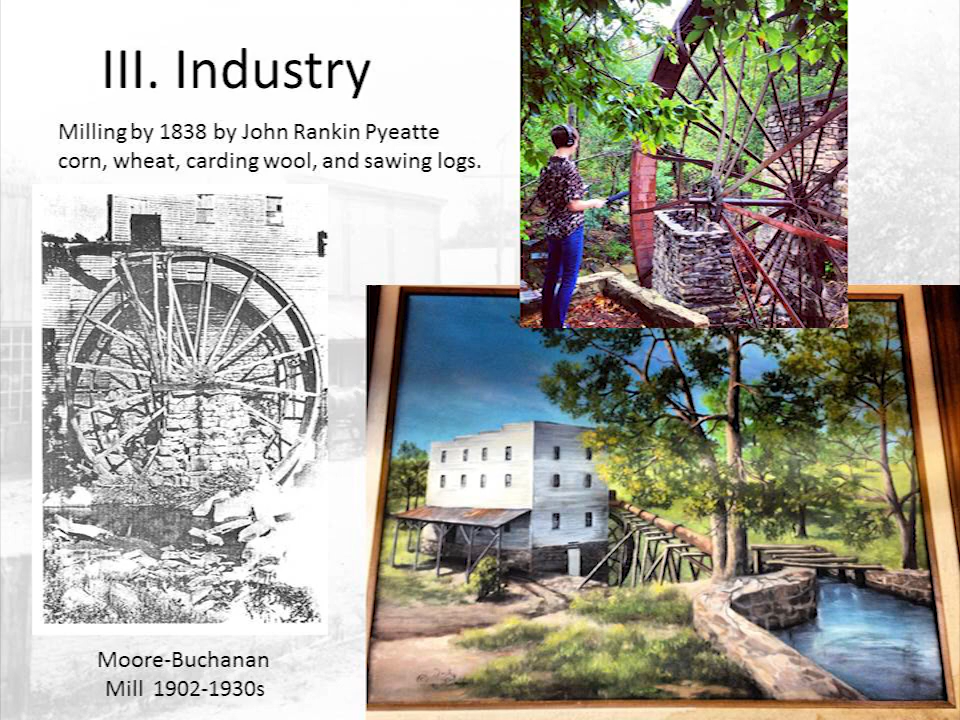 III. Industry
Milling by 1838 by John Rankin Pyeatte
corn, wheat, carding wool, and sawing logs.
Moore-Buchanan
Mill 1902-1930s